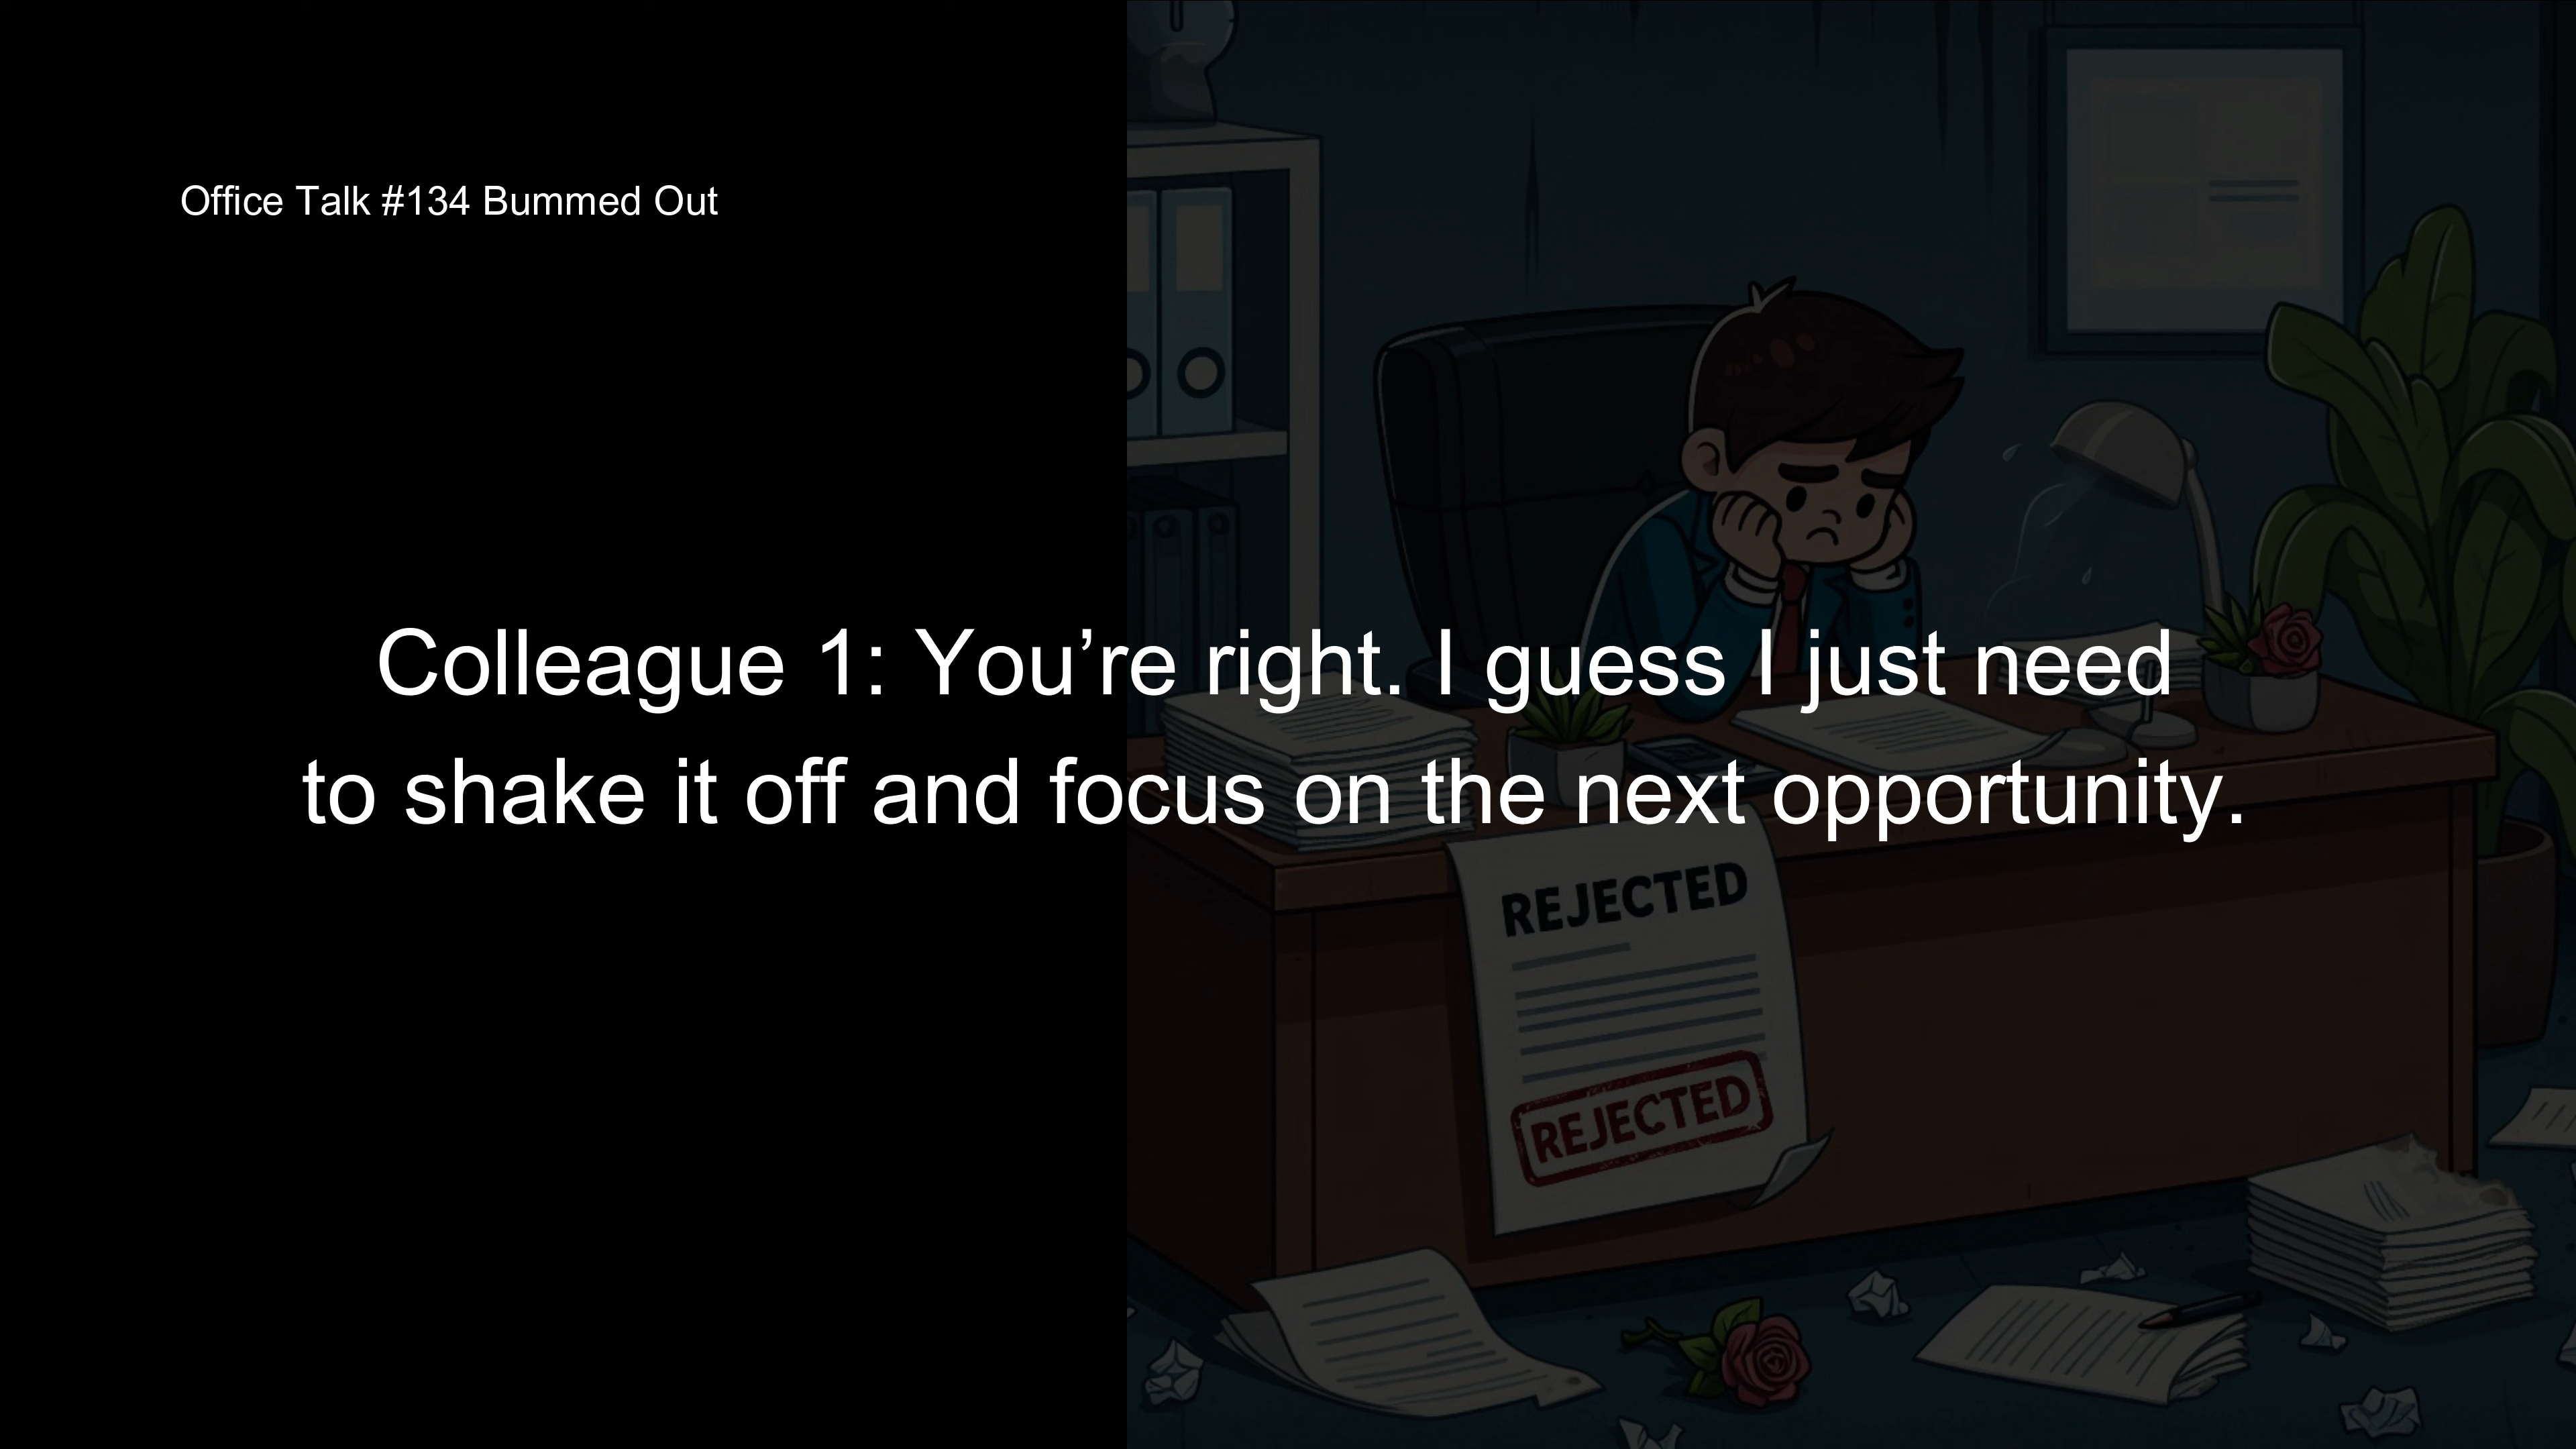 Office Talk #134 Bummed Out
Colleague 1: You’re right. I guess I just need
to shake it off and focus on the next opportunity.
REJECTED
REJECTED